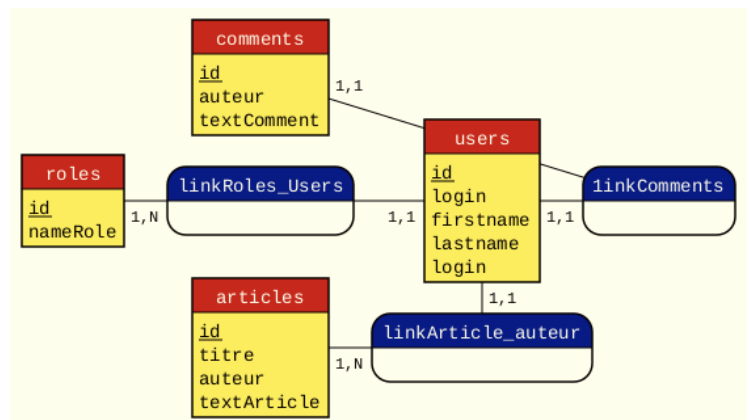 comments
id
auteur
textComment
1,1
users
id
login
firstname
lastname
login
roles
id
nameRole
1,N
linkRoles_Users
1,1
1,1
1inkComments
articles
id
titre
auteur
textArticle
1,N
1,1
linkArticle_auteur